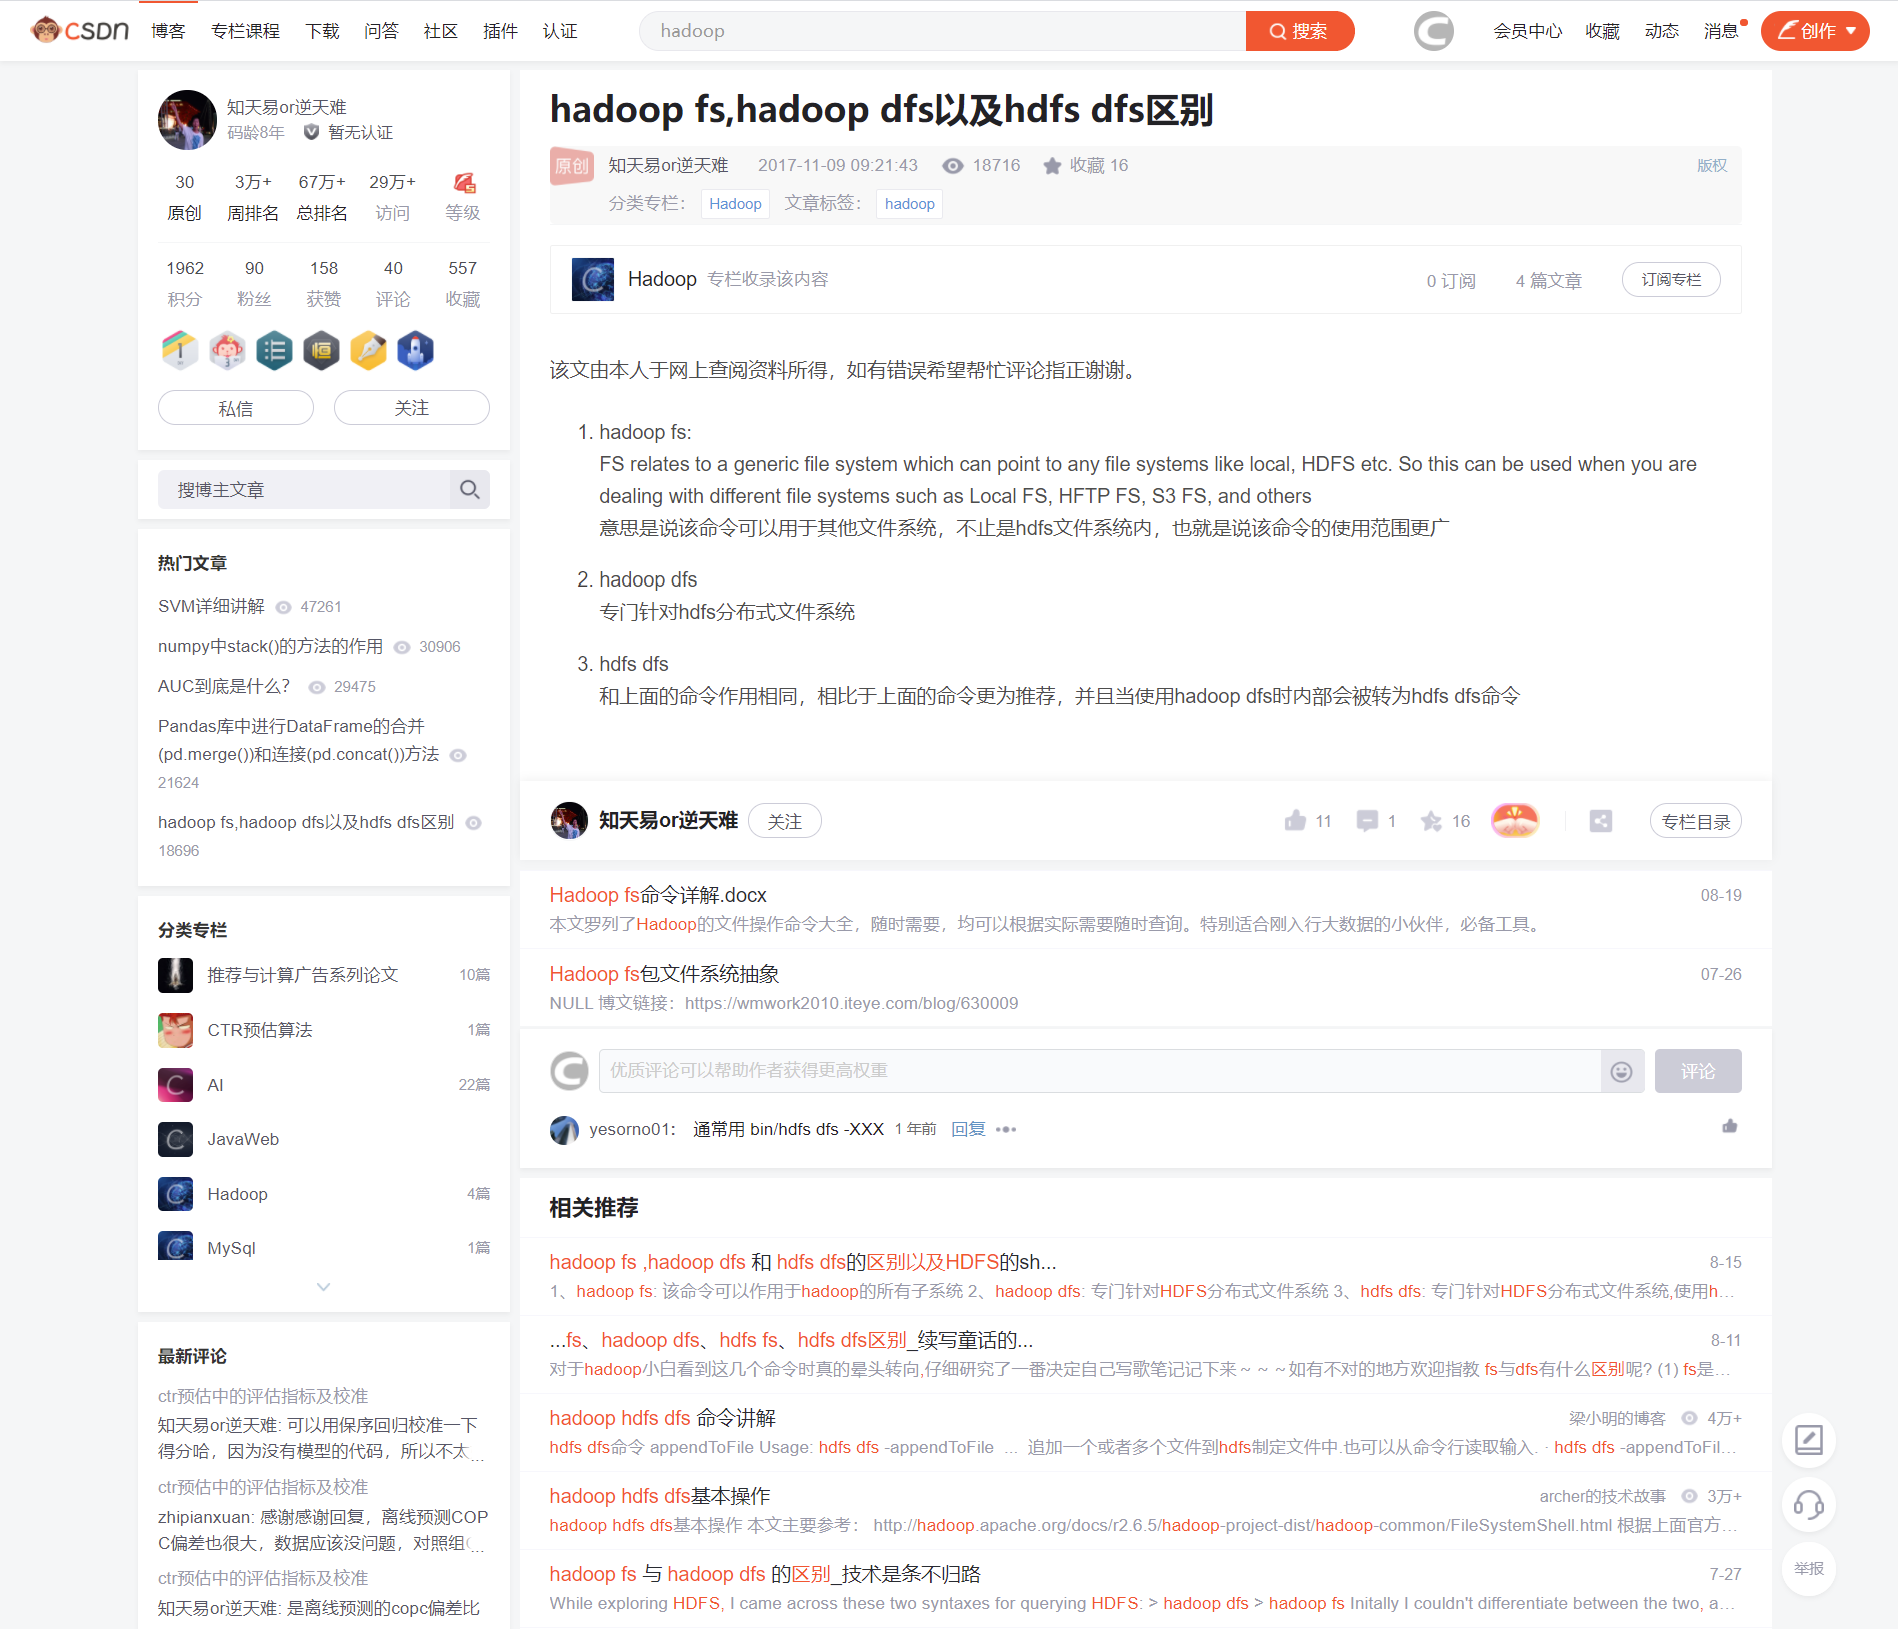 CSDN 博客 专栏课程 下载 问答 社区 插件 认证 hadoop 搜索 会员中心 收藏 动态 消息 创作
知天易or逆天难
码龄8年 暂无认证
30 3万+ 67万+ 29万+
原创 周排名 总排名 访问 等级
1962 90 158 40 557
积分 粉丝 获赞 评论 收藏
私信 关注
搜博主文章
热门文章
SVM详细讲解 47261
numpy中stack()的方法的作用 30906
AUC到底是什么？ 29475
Pandas库中进行DataFrame的合并
(pd.merge())和连接(pd.concat())方法
21624
hadoop fs,hadoop dfs以及hdfs dfs区别
18696
分类专栏
推荐与计算广告系列论文 10篇
CTR预估算法 1篇
AI 22篇
JavaWeb
Hadoop 4篇
MySql 1篇
最新评论
ctr预估中的评估指标及校准
知天易or逆天难: 可以用保序回归校准一下
得分哈，因为没有模型的代码，所以不太...
ctr预估中的评估指标及校准
zhipianxuan: 感谢感谢回复，离线预测COP
C偏差也很大，数据应该没问题，对照组...
ctr预估中的评估指标及校准
知天易or逆天难: 是离线预测的copc偏差比
hadoop fs,hadoop dfs以及hdfs dfs区别
原创 知天易or逆天难 2017-11-09 09:21:43 18716 收藏 16 版权
分类专栏： Hadoop 文章标签： hadoop
Hadoop 专栏收录该内容 0 订阅 4 篇文章 订阅专栏
该文由本人于网上查阅资料所得，如有错误希望帮忙评论指正谢谢。
1. hadoop fs:
FS relates to a generic file system which can point to any file systems like local, HDFS etc. So this can be used when you are
dealing with different file systems such as Local FS, HFTP FS, S3 FS, and others
意思是说该命令可以用于其他文件系统，不止是hdfs文件系统内，也就是说该命令的使用范围更广
2. hadoop dfs
专门针对hdfs分布式文件系统
3. hdfs dfs
和上面的命令作用相同，相比于上面的命令更为推荐，并且当使用hadoop dfs时内部会被转为hdfs dfs命令
知天易or逆天难 关注 11 1 16 专栏目录
Hadoop fs命令详解.docx 08-19
本文罗列了Hadoop的文件操作命令大全，随时需要，均可以根据实际需要随时查询。特别适合刚入行大数据的小伙伴，必备工具。
Hadoop fs包文件系统抽象 07-26
NULL 博文链接：https://wmwork2010.iteye.com/blog/630009
优质评论可以帮助作者获得更高权重 评论
yesorno01： 通常用 bin/hdfs dfs -XXX 1 年前 回复
相关推荐
hadoop fs ,hadoop dfs 和 hdfs dfs的区别以及HDFS的sh... 8-15
1、hadoop fs: 该命令可以作用于hadoop的所有子系统 2、hadoop dfs: 专门针对HDFS分布式文件系统 3、hdfs dfs: 专门针对HDFS分布式文件系统,使用h...
...fs、hadoop dfs、hdfs fs、hdfs dfs区别_续写童话的... 8-11
对于hadoop小白看到这几个命令时真的晕头转向,仔细研究了一番决定自己写歌笔记记下来～～～如有不对的地方欢迎指教 fs与dfs有什么区别呢? (1) fs是...
hadoop hdfs dfs 命令讲解 梁小明的博客 4万+
hdfs dfs命令 appendToFile Usage: hdfs dfs -appendToFile ... 追加一个或者多个文件到hdfs制定文件中.也可以从命令行读取输入. · hdfs dfs -appendToFil...
hadoop hdfs dfs基本操作 archer的技术故事 3万+
hadoop hdfs dfs基本操作 本文主要参考： http://hadoop.apache.org/docs/r2.6.5/hadoop-project-dist/hadoop-common/FileSystemShell.html 根据上面官方...
hadoop fs 与 hadoop dfs 的区别_技术是条不归路 7-27
While exploring HDFS, I came across these two syntaxes for querying HDFS: > hadoop dfs > hadoop fs Initally I couldn't differentiate between the two, a...
举报